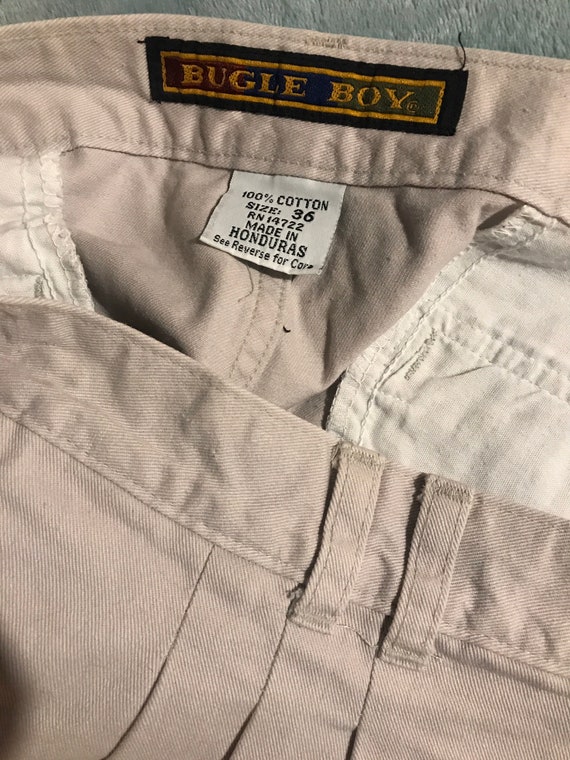 BUGLE BOY®
100% COTTON
SIZE: 36
RN 14722
MADE IN
HONDURAS
See Reverse for Care